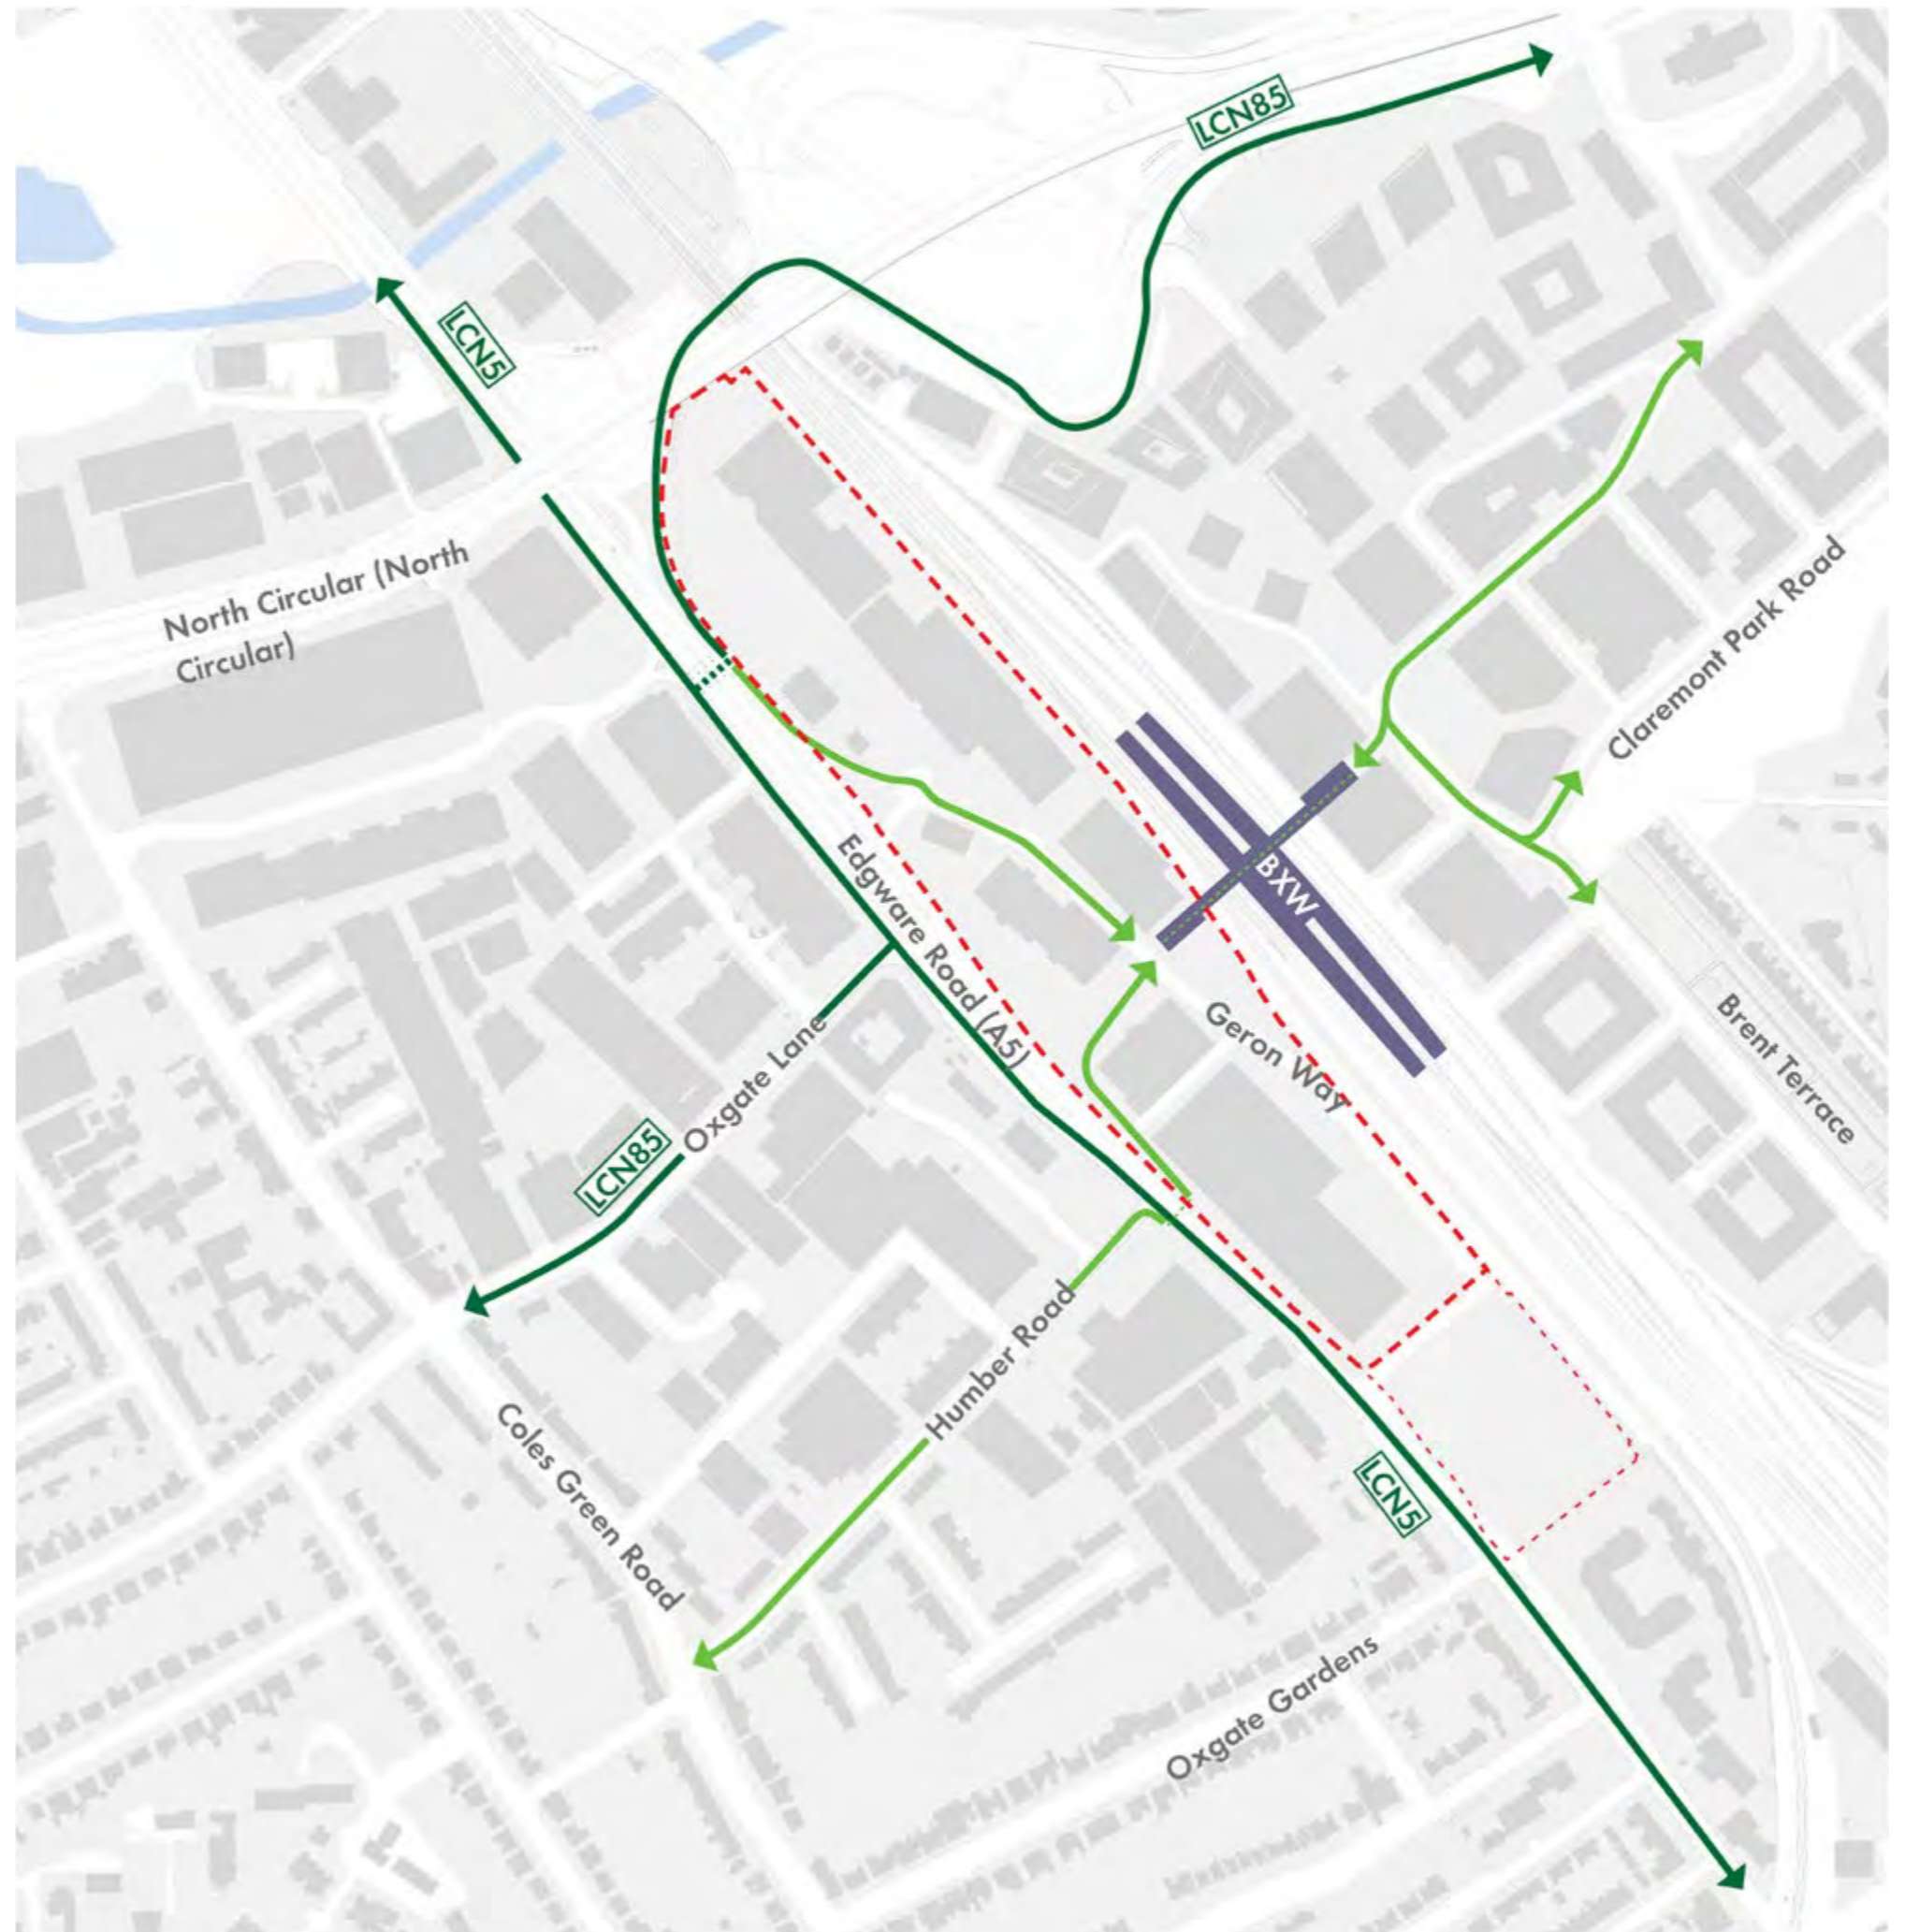 LCN85
LCN5
North Circular (North
Circular)
Claremont Park Road
Edgware Road (A5)
BXW
Geron Way
Brent Terrace
Oxgate Lane
LCN85
Humber Road
Coles Green Road
LCN5
Oxgate Gardens